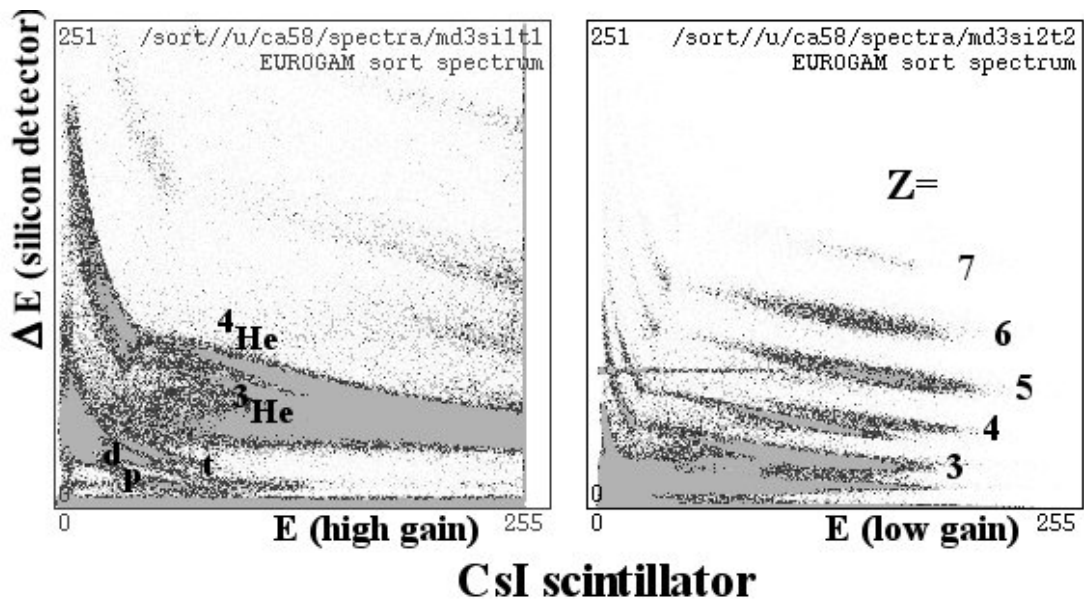 251 /sort//u/ca58/spectra/md3si1t1
EUROGAM sort spectrum
Δ E (silicon detector)
4He
3He
d
p
t
0
0
255
E (high gain)
251 /sort//u/ca58/spectra/md3si2t2
EUROGAM sort spectrum
Z=
7
6
5
4
3
0
0
255
E (low gain)
CsI scintillator